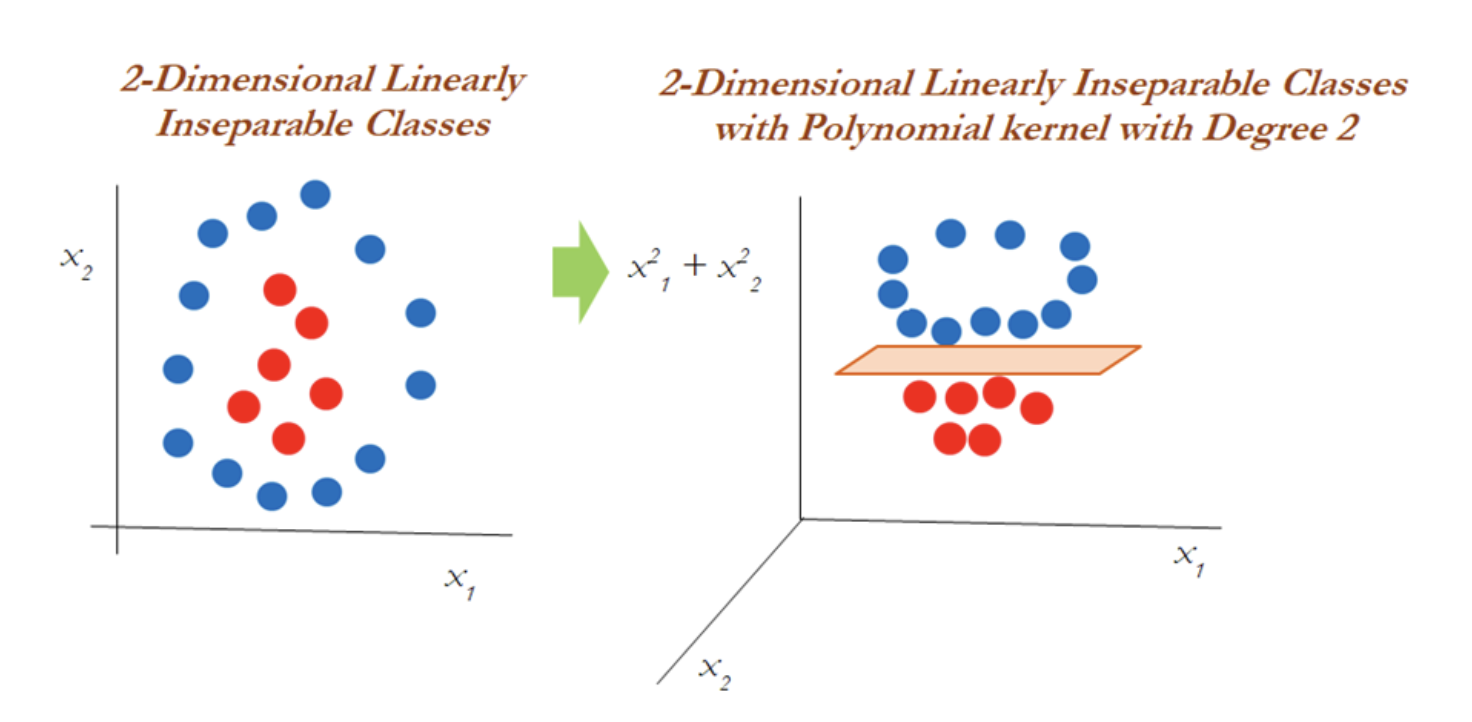 2-Dimensional Linearly
Inseparable Classes
2-Dimensional Linearly Inseparable Classes
with Polynomial kernel with Degree 2
x₂
x₁
x²₁ + x²₂
x₁
x₂